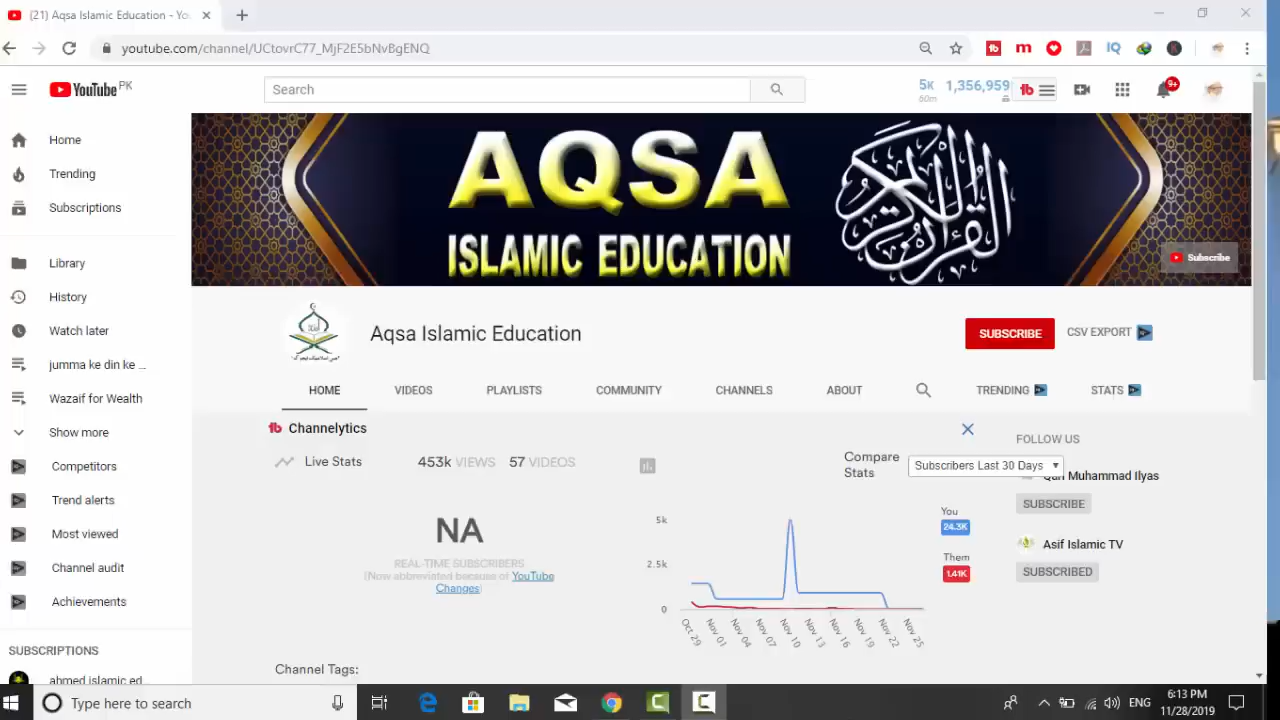 (21) Aqsa Islamic Education - Yo
youtube.com/channel/UCtovrC77_MjF2E5bNvBgENQ
YouTube PK
Search
5K
60m
1,356,959
9+
Home
Trending
Subscriptions
Library
History
Watch later
jumma ke din ke ...
Wazaif for Wealth
Show more
Competitors
Trend alerts
Most viewed
Channel audit
Achievements
SUBSCRIPTIONS
ahmed islamic ed
AQSA
ISLAMIC EDUCATION
القرآن الكريم
Subscribe
Aqsa Islamic Education
SUBSCRIBE
CSV EXPORT
HOME VIDEOS PLAYLISTS COMMUNITY CHANNELS ABOUT TRENDING STATS
Channelytics
Live Stats
453k VIEWS 57 VIDEOS
Compare Stats
Subscribers Last 30 Days
NA
REAL-TIME SUBSCRIBERS
(Now abbreviated because of YouTube
Changes)
5k
2.5k
0
Oct 29
Nov 01
Nov 04
Nov 07
Nov 10
Nov 13
Nov 16
Nov 19
Nov 22
Nov 25
You
24.3K
Them
1.41K
FOLLOW US
Qari Muhammad Ilyas
SUBSCRIBE
Asif Islamic TV
SUBSCRIBED
Channel Tags:
Type here to search
ENG
6:13 PM
11/28/2019